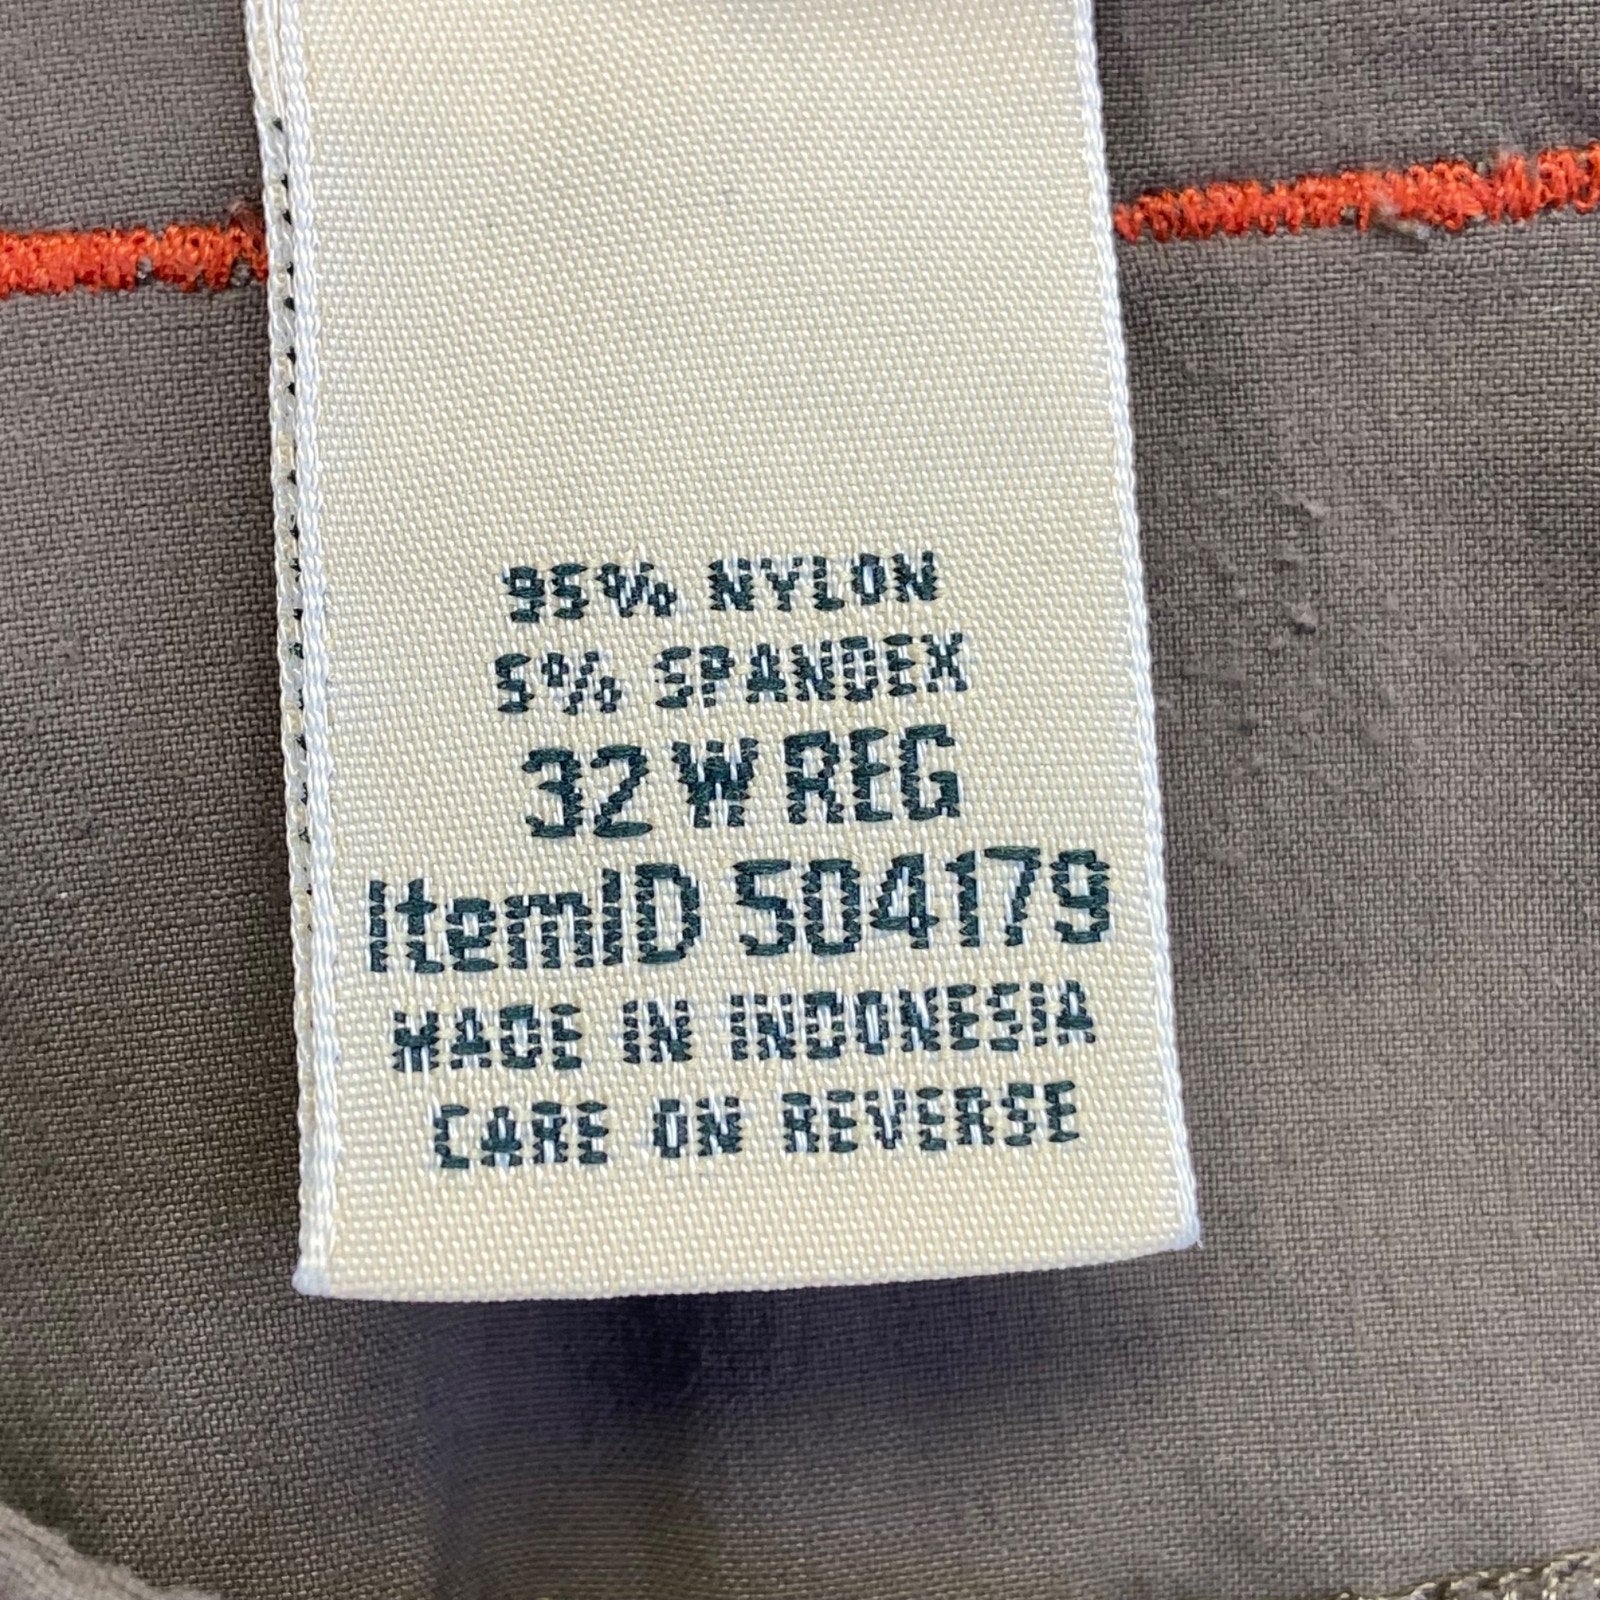 95% NYLON
5% SPANDEX
32 W REG
ItemID 504179
MADE IN INDONESIA
CARE ON REVERSE